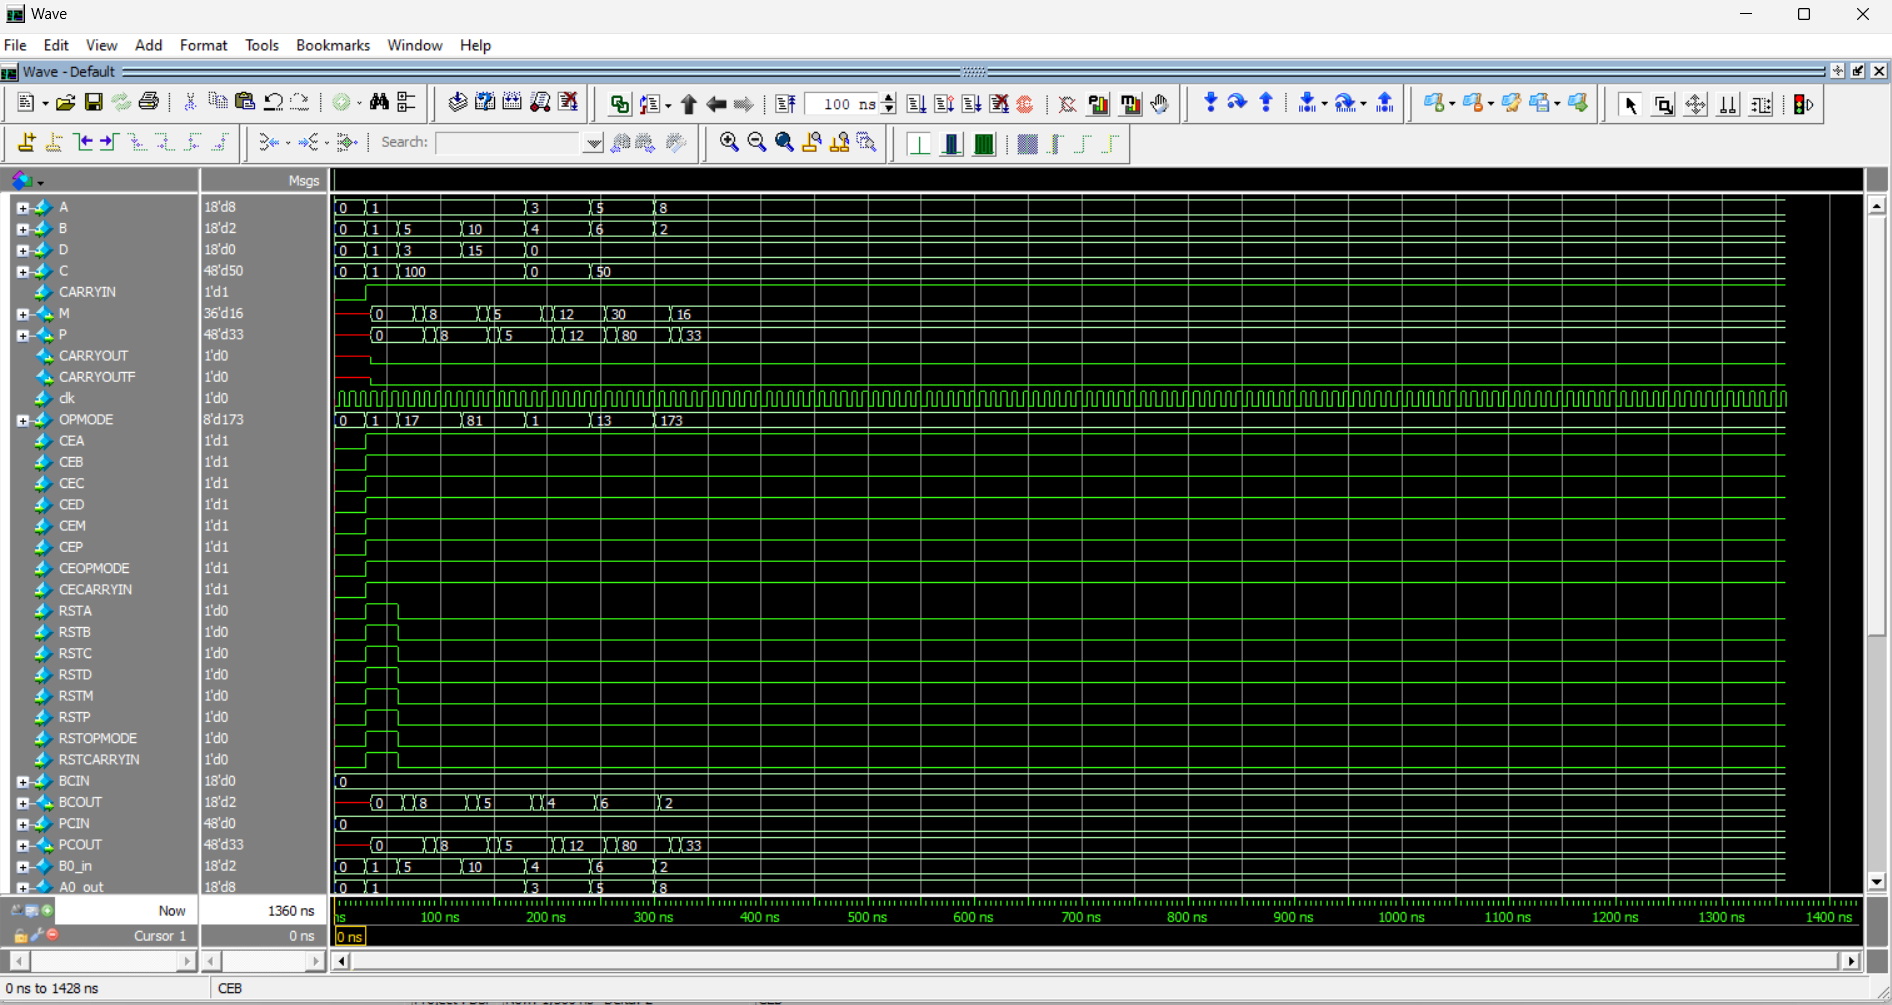 Wave
File Edit View Add Format Tools Bookmarks Window Help
Wave - Default
100 ns
Search:
Msgs
A 18'd8 0 1 3 5 8
B 18'd2 0 1 5 10 4 6 2
D 18'd0 0 1 3 15 0
C 48'd50 0 1 100 0 50
CARRYIN 1'd1
M 36'd16 0 8 5 12 30 16
P 48'd33 0 8 5 12 80 33
CARRYOUT 1'd0
CARRYOUTF 1'd0
clk 1'd0
OPMODE 8'd173 0 1 17 81 1 13 173
CEA 1'd1
CEB 1'd1
CEC 1'd1
CED 1'd1
CEM 1'd1
CEP 1'd1
CEOPMODE 1'd1
CECARRYIN 1'd1
RSTA 1'd0
RSTB 1'd0
RSTC 1'd0
RSTD 1'd0
RSTM 1'd0
RSTP 1'd0
RSTOPMODE 1'd0
RSTCARRYIN 1'd0
BCIN 18'd0 0
BCOUT 18'd2 0 8 5 4 6 2
PCIN 48'd0 0
PCOUT 48'd33 0 8 5 12 80 33
B0_in 18'd2 0 1 5 10 4 6 2
A0_out 18'd8 0 1 3 5 8
Now 1360 ns ns 100 ns 200 ns 300 ns 400 ns 500 ns 600 ns 700 ns 800 ns 900 ns 1000 ns 1100 ns 1200 ns 1300 ns 1400 ns
Cursor 1 0 ns 0 ns
0 ns to 1428 ns CEB